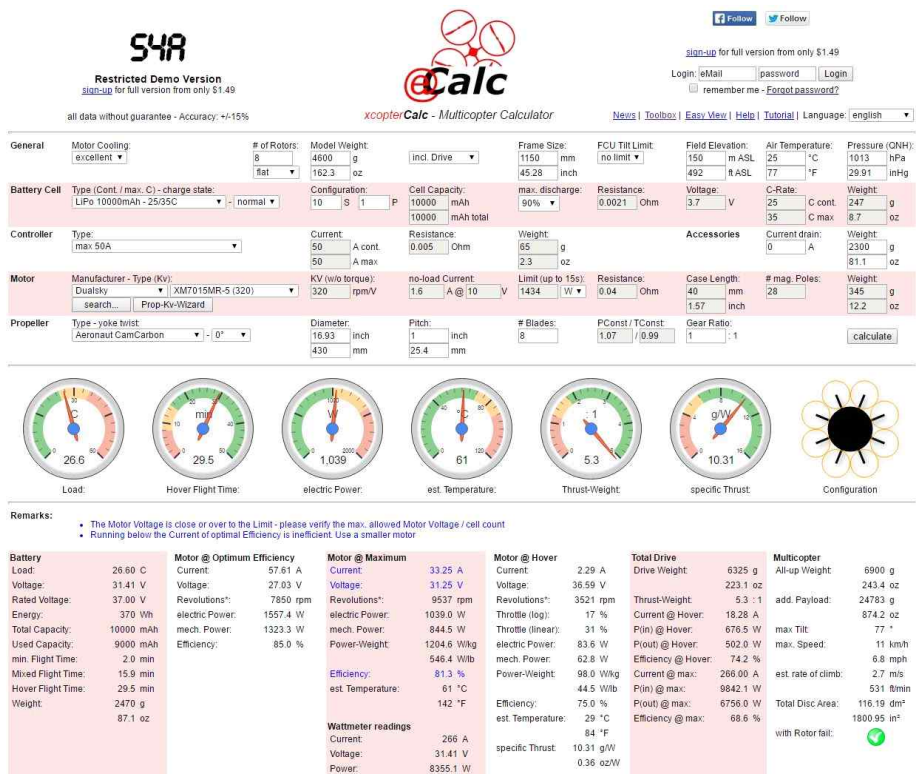 S4A
Restricted Demo Version
sign-up for full version from only $1.49
all data without guarantee - Accuracy: +/-15%
eCalc
xcopterCalc - Multicopter Calculator
Follow Follow
sign-up for full version from only $1.49
Login: eMail password Login
remember me - Forgot password?
News | Toolbox | Easy View | Help | Tutorial | Language: english
General Motor Cooling: # of Rotors: Model Weight: Frame Size: FCU Tilt Limit: Field Elevation: Air Temperature: Pressure (QNH):
excellent 8 4600 g incl. Drive 1150 mm no limit 150 m ASL 25 °C 1013 hPa
flat 162.3 oz 45.28 inch 492 ft ASL 77 °F 29.91 inHg
Battery Cell Type (Cont. / max. C) - charge state: Configuration: Cell Capacity: max. discharge: Resistance: Voltage: C-Rate: Weight:
LiPo 10000mAh - 25/35C - normal 10 S 1 P 10000 mAh 90% 0.0021 Ohm 3.7 V 25 C cont. 247 g
10000 mAh total 35 C max 8.7 oz
Controller Type: Current: Resistance: Weight: Accessories Current drain: Weight:
max 50A 50 A cont. 0.005 Ohm 65 g 0 A 2300 g
50 A max 2.3 oz 81.1 oz
Motor Manufacturer - Type (Kv): KV (w/o torque): no-load Current: Limit (up to 15s): Resistance: Case Length: # mag. Poles: Weight:
Dualsky - XM7015MR-5 (320) 320 rpm/V 1.6 A @ 10 V 1434 W 0.04 Ohm 40 mm 28 345 g
search... Prop-Kv-Wizard 1.57 inch 12.2 oz
Propeller Type - yoke twist: Diameter: Pitch: # Blades: PConst / TConst: Gear Ratio:
Aeronaut CamCarbon - 0° 16.93 inch 1 inch 8 1.07 / 0.99 1 : 1 calculate
430 mm 25.4 mm
C min W °C : 1 g/W
26.6 29.5 1,039 61 5.3 10.31
Load: Hover Flight Time: electric Power: est. Temperature: Thrust-Weight: specific Thrust: Configuration
Remarks:
• The Motor Voltage is close or over to the Limit - please verify the max. allowed Motor Voltage / cell count
• Running below the Current of optimal Efficiency is inefficient. Use a smaller motor
Battery
Load: 26.60 C
Voltage: 31.41 V
Rated Voltage: 37.00 V
Energy: 370 Wh
Total Capacity: 10000 mAh
Used Capacity: 9000 mAh
min. Flight Time: 2.0 min
Mixed Flight Time: 15.9 min
Hover Flight Time: 29.5 min
Weight: 2470 g
87.1 oz
Motor @ Optimum Efficiency
Current: 57.61 A
Voltage: 27.03 V
Revolutions*: 7850 rpm
electric Power: 1557.4 W
mech. Power: 1323.3 W
Efficiency: 85.0 %
Motor @ Maximum
Current: 33.25 A
Voltage: 31.25 V
Revolutions*: 9537 rpm
electric Power: 1039.0 W
mech. Power: 844.5 W
Power-Weight: 1204.6 W/kg
546.4 W/lb
Efficiency: 81.3 %
est. Temperature: 61 °C
142 °F
Wattmeter readings
Current: 266 A
Voltage: 31.41 V
Power: 8355.1 W
Motor @ Hover
Current: 2.29 A
Voltage: 36.59 V
Revolutions*: 3521 rpm
Throttle (log): 17 %
Throttle (linear): 31 %
electric Power: 83.6 W
mech. Power: 62.8 W
Power-Weight: 98.0 W/kg
44.5 W/lb
Efficiency: 75.0 %
est. Temperature: 29 °C
84 °F
specific Thrust: 10.31 g/W
0.36 oz/W
Total Drive
Drive Weight: 6325 g
223.1 oz
Thrust-Weight: 5.3 : 1
Current @ Hover: 18.28 A
P(in) @ Hover: 676.5 W
P(out) @ Hover: 502.0 W
Efficiency @ Hover: 74.2 %
Current @ max: 266.00 A
P(in) @ max: 9842.1 W
P(out) @ max: 6756.0 W
Efficiency @ max: 68.6 %
Multicopter
All-up Weight: 6900 g
243.4 oz
add. Payload: 24783 g
874.2 oz
max Tilt: 77 °
max. Speed: 11 km/h
6.8 mph
est. rate of climb: 2.7 m/s
531 ft/min
Total Disc Area: 116.19 dm²
1800.95 in²
with Rotor fail: